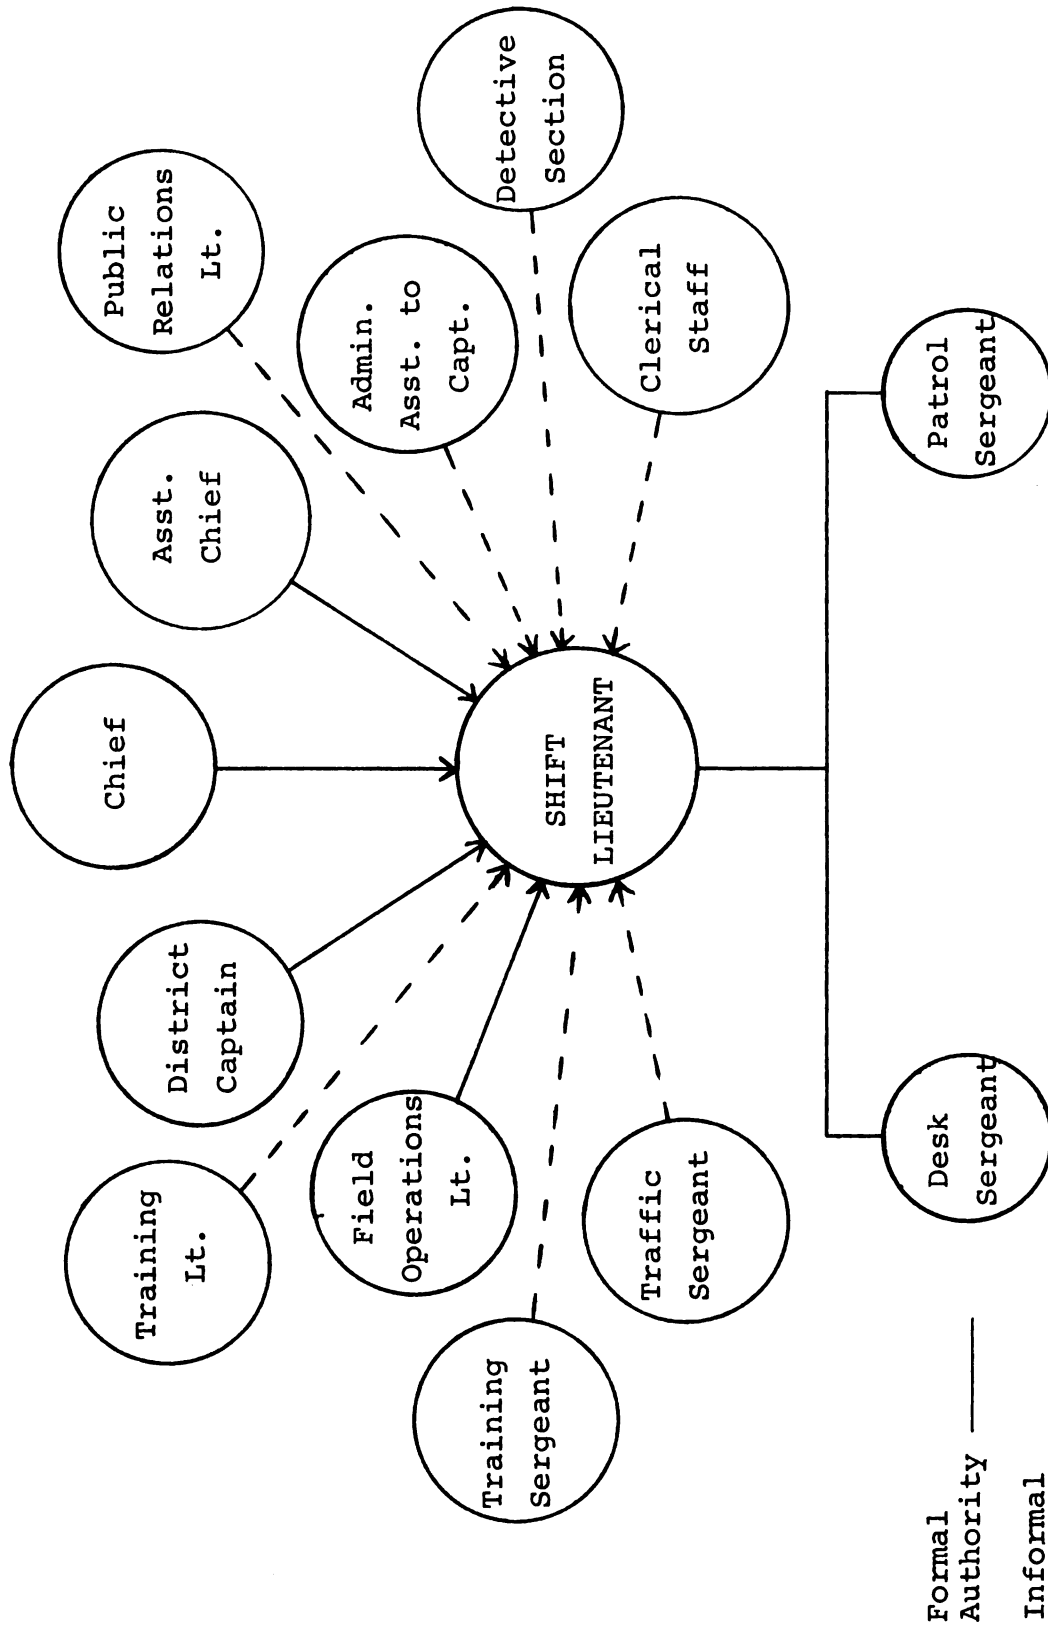 Chief
District
Captain
Asst.
Chief
Training
Lt.
Public
Relations
Lt.
Field
Operations
Lt.
Admin.
Asst. to
Capt.
Training
Sergeant
Detective
Section
Traffic
Sergeant
Clerical
Staff
SHIFT
LIEUTENANT
Desk
Sergeant
Patrol
Sergeant
Formal
Authority
Informal